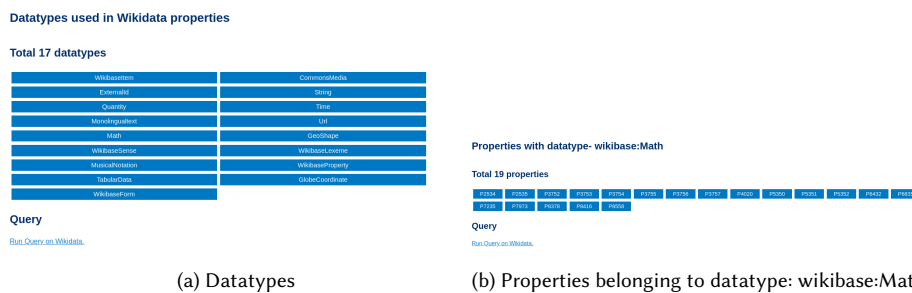 Datatypes used in Wikidata properties
Total 17 datatypes
WikibaseItem CommonsMedia
ExternalId String
Quantity Time
Monolingualtext Url
Math GeoShape
WikibaseSense WikibaseLexeme
MusicalNotation WikibaseProperty
TabularData GlobeCoordinate
WikibaseForm
Query
Run Query on Wikidata.
(a) Datatypes
Properties with datatype- wikibase:Math
Total 19 properties
P2534 P2535 P3752 P3753 P3754 P3755 P3756 P3757 P4020 P5350 P5351 P5352 P6432
P7235 P7973 P8378 P8416 P8558
Query
Run Query on Wikidata.
(b) Properties belonging to datatype: wikibase:Mat